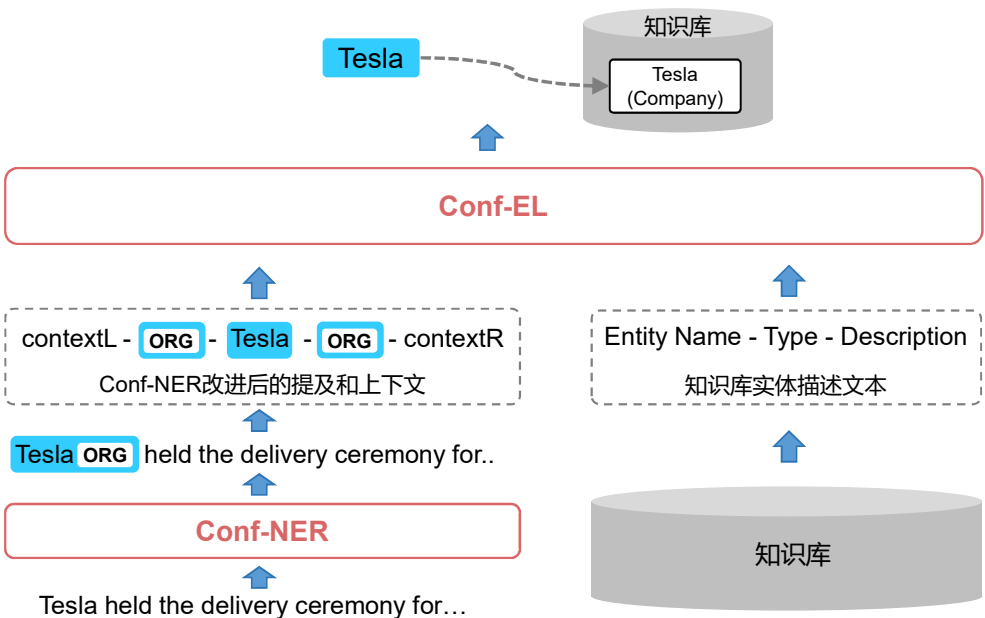 知识库
Tesla
Tesla
(Company)
Conf-EL
contextL - ORG - Tesla - ORG - contextR
Conf-NER改进后的提及和上下文
Entity Name - Type - Description
知识库实体描述文本
Tesla ORG held the delivery ceremony for..
Conf-NER
知识库
Tesla held the delivery ceremony for…